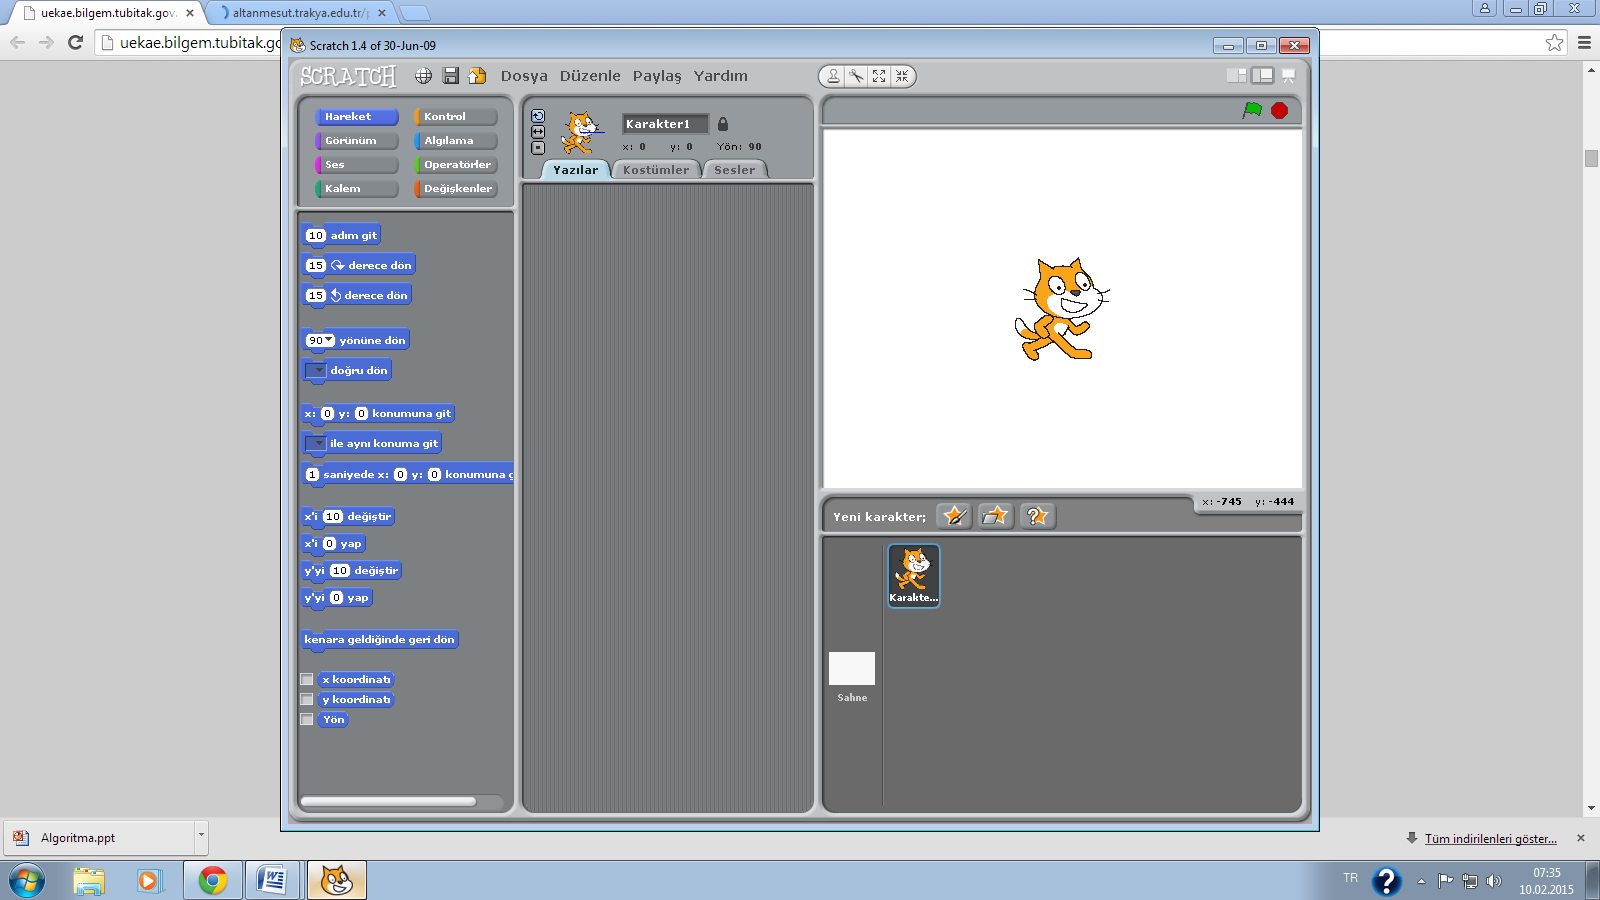 uekae.bilgem.tubitak.gov.
altanmesut.trakya.edu.tr/p
uekae.bilgem.tubitak.go
Scratch 1.4 of 30-Jun-09
SCRATCH
Dosya Düzenle Paylaş Yardım
Hareket Kontrol
Görünüm Algılama
Ses Operatörler
Kalem Değişkenler
10 adım git
15 derece dön
15 derece dön
90 yönüne dön
doğru dön
x: 0 y: 0 konumuna git
ile aynı konuma git
1 saniyede x: 0 y: 0 konumuna g
x'i 10 değiştir
x'i 0 yap
y'yi 10 değiştir
y'yi 0 yap
kenara geldiğinde geri dön
x koordinatı
y koordinatı
Yön
Karakter1
x: 0 y: 0 Yön: 90
Yazılar Kostümler Sesler
x: -745 y: -444
Yeni karakter;
Karakte...
Sahne
Algoritma.ppt
Tüm indirilenleri göster...
TR
07:35
10.02.2015